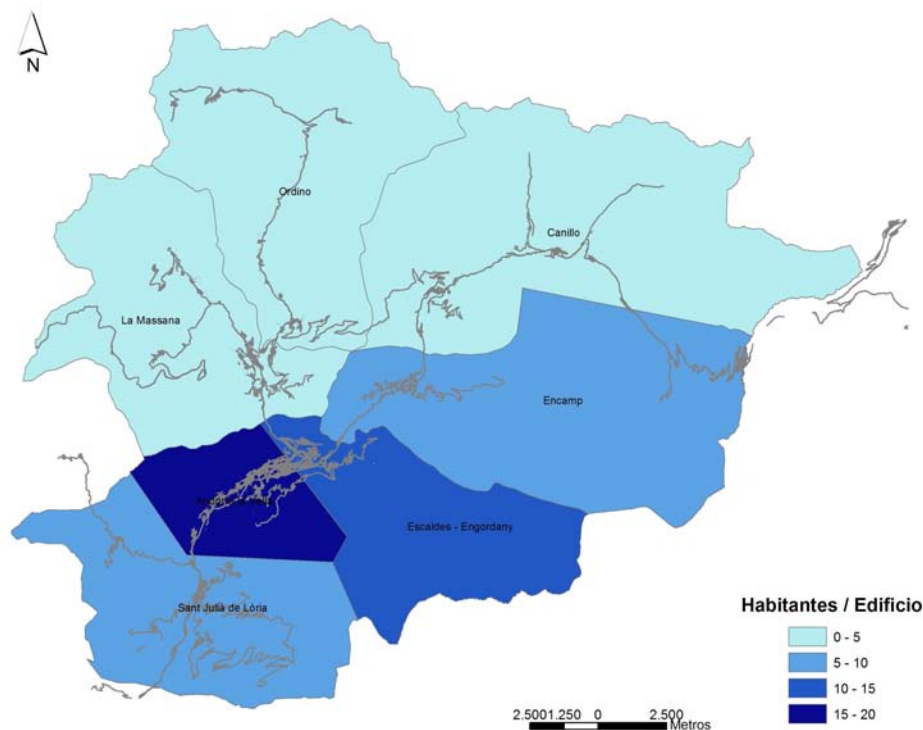 N
Ordino
Canillo
La Massana
Encamp
Escaldes - Engordany
Sant Julià de Lòria
Habitantes / Edificio
0 - 5
5 - 10
10 - 15
15 - 20
2.5001.250 0 2.500
Metros